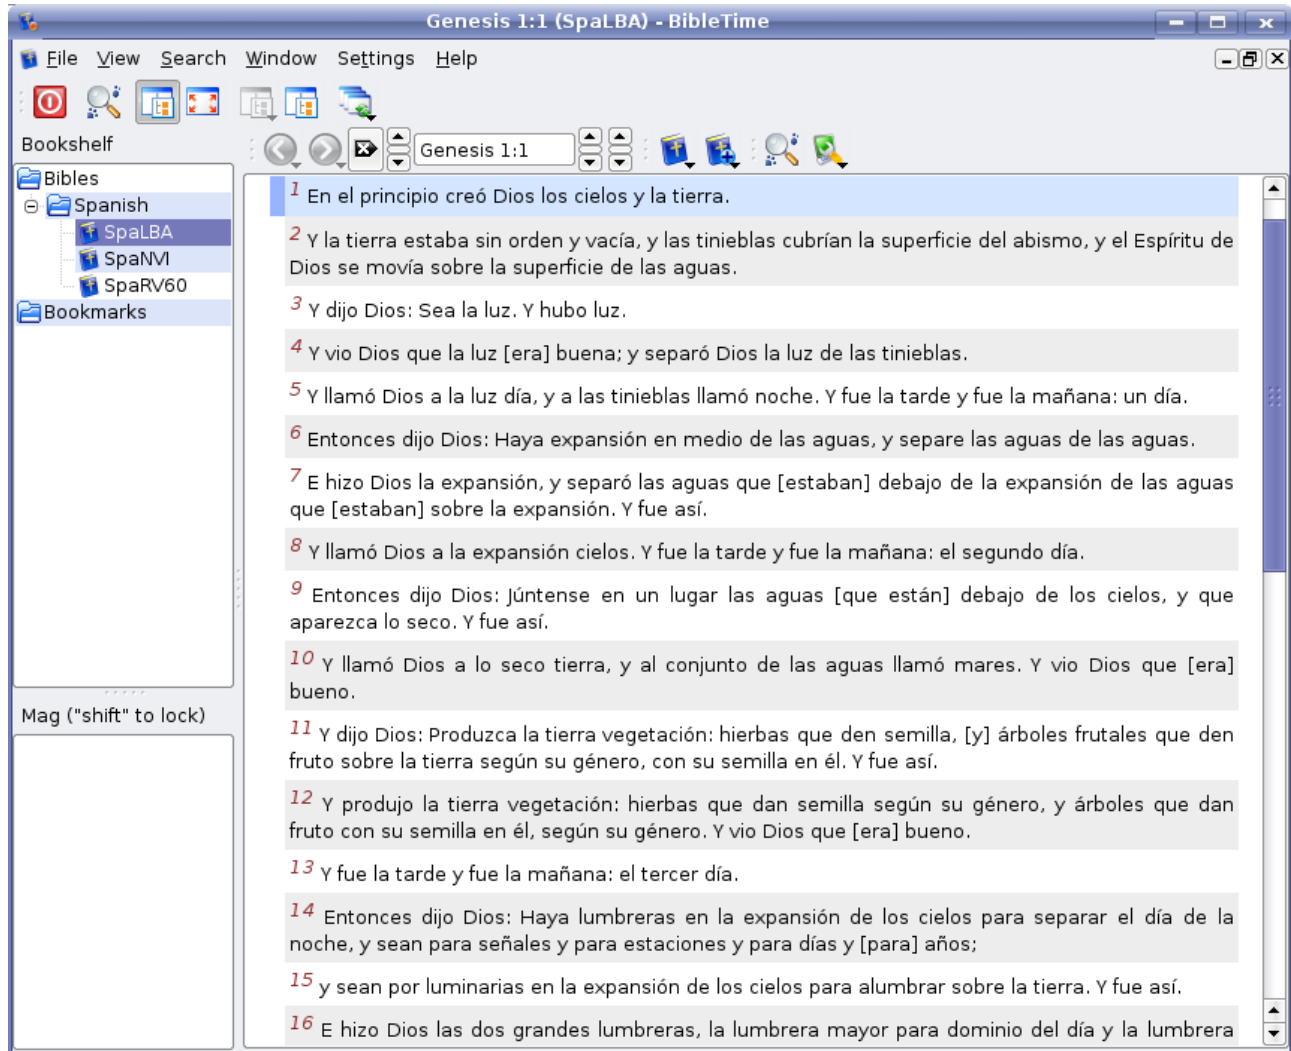 Genesis 1:1 (SpaLBA) - BibleTime
File View Search Window Settings Help
Bookshelf
Genesis 1:1
Bibles
Spanish
SpaLBA
SpaNVI
SpaRV60
Bookmarks
Mag ("shift" to lock)
1 En el principio creó Dios los cielos y la tierra.
2 Y la tierra estaba sin orden y vacía, y las tinieblas cubrían la superficie del abismo, y el Espíritu de
Dios se movía sobre la superficie de las aguas.
3 Y dijo Dios: Sea la luz. Y hubo luz.
4 Y vio Dios que la luz [era] buena; y separó Dios la luz de las tinieblas.
5 Y llamó Dios a la luz día, y a las tinieblas llamó noche. Y fue la tarde y fue la mañana: un día.
6 Entonces dijo Dios: Haya expansión en medio de las aguas, y separe las aguas de las aguas.
7 E hizo Dios la expansión, y separó las aguas que [estaban] debajo de la expansión de las aguas
que [estaban] sobre la expansión. Y fue así.
8 Y llamó Dios a la expansión cielos. Y fue la tarde y fue la mañana: el segundo día.
9 Entonces dijo Dios: Júntense en un lugar las aguas [que están] debajo de los cielos, y que
aparezca lo seco. Y fue así.
10 Y llamó Dios a lo seco tierra, y al conjunto de las aguas llamó mares. Y vio Dios que [era]
bueno.
11 Y dijo Dios: Produzca la tierra vegetación: hierbas que den semilla, [y] árboles frutales que den
fruto sobre la tierra según su género, con su semilla en él. Y fue así.
12 Y produjo la tierra vegetación: hierbas que dan semilla según su género, y árboles que dan
fruto con su semilla en él, según su género. Y vio Dios que [era] bueno.
13 Y fue la tarde y fue la mañana: el tercer día.
14 Entonces dijo Dios: Haya lumbreras en la expansión de los cielos para separar el día de la
noche, y sean para señales y para estaciones y para días y [para] años;
15 y sean por luminarias en la expansión de los cielos para alumbrar sobre la tierra. Y fue así.
16 E hizo Dios las dos grandes lumbreras, la lumbrera mayor para dominio del día y la lumbrera